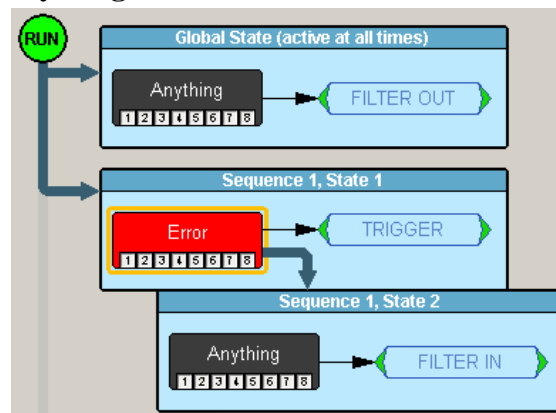 RUN
Global State (active at all times)
Anything
FILTER OUT
1 2 3 4 5 6 7 8
Sequence 1, State 1
Error
TRIGGER
1 2 3 4 5 6 7 8
Sequence 1, State 2
Anything
FILTER IN
1 2 3 4 5 6 7 8